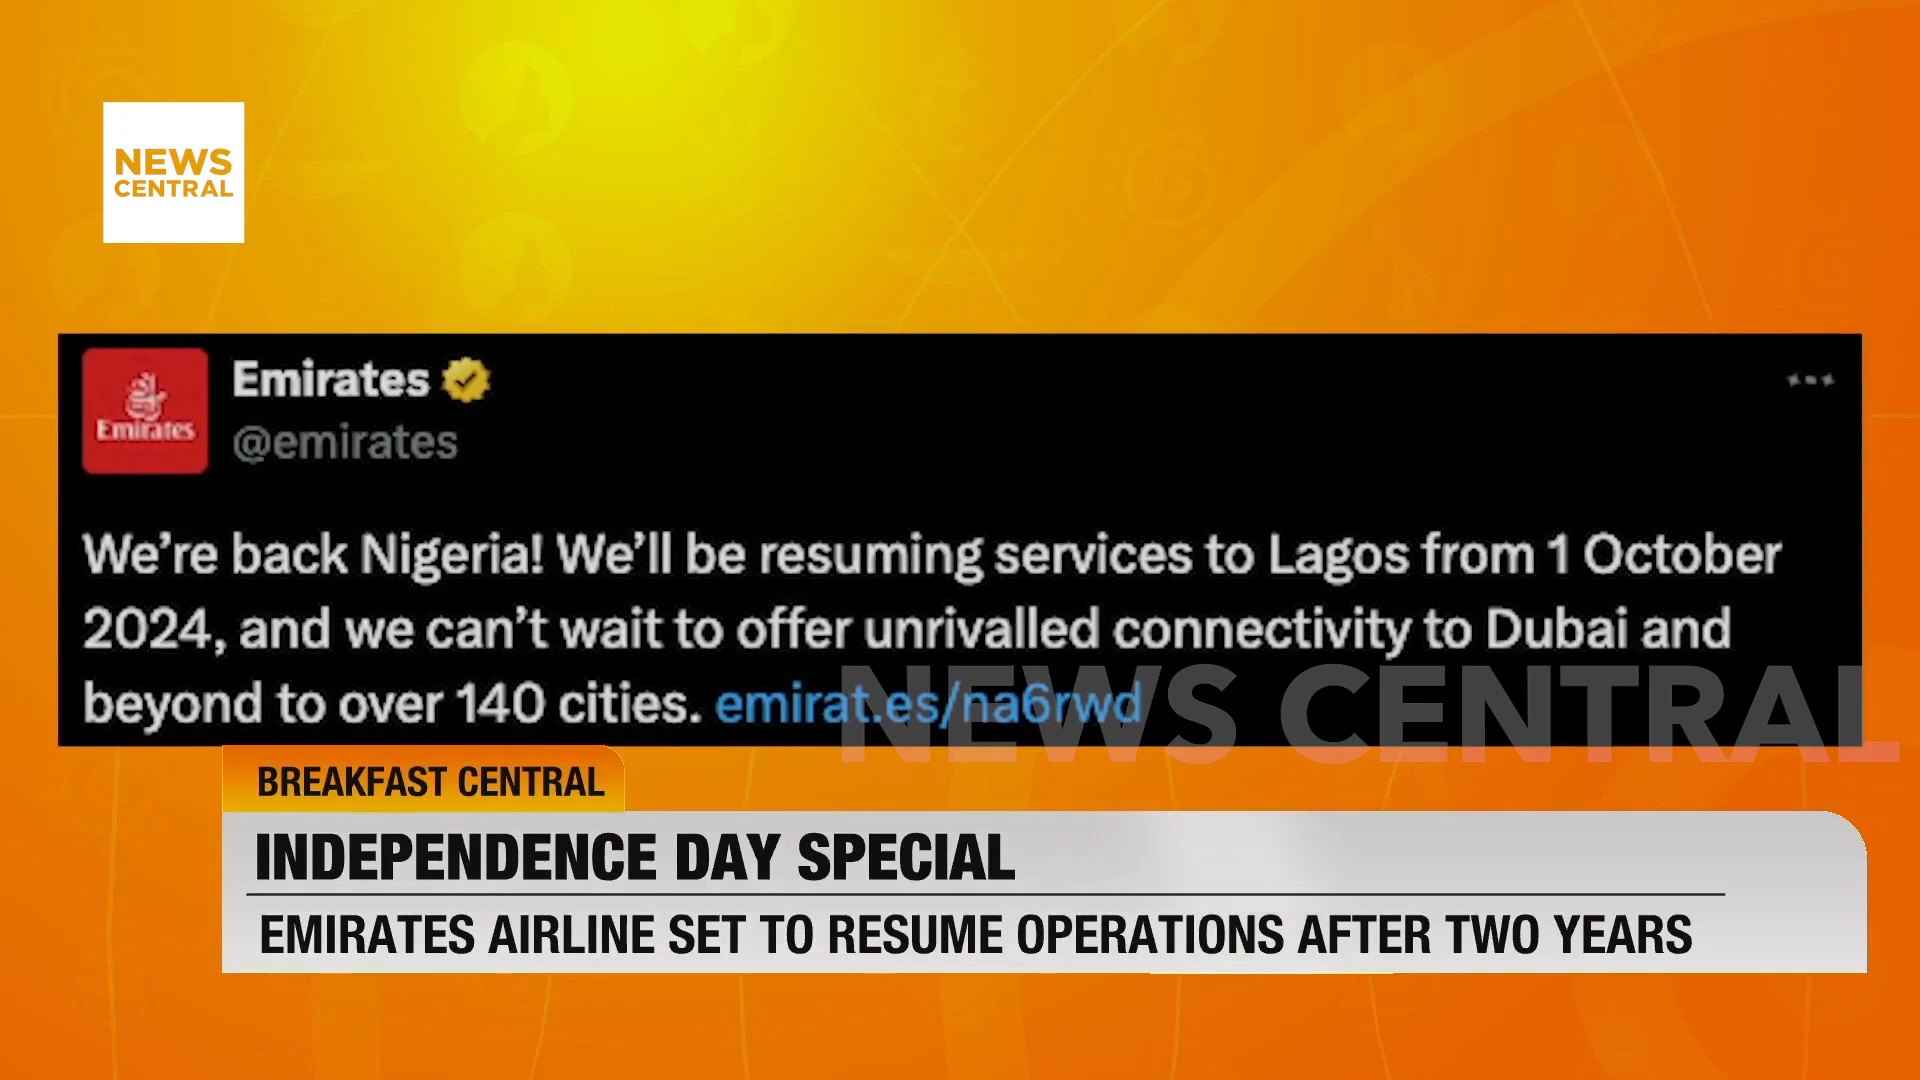 NEWS
CENTRAL
Emirates
Emirates
@emirates
We're back Nigeria! We'll be resuming services to Lagos from 1 October
2024, and we can't wait to offer unrivalled connectivity to Dubai and
beyond to over 140 cities. emirat.es/na6rwd
NEWS CENTRAL
BREAKFAST CENTRAL
INDEPENDENCE DAY SPECIAL
EMIRATES AIRLINE SET TO RESUME OPERATIONS AFTER TWO YEARS